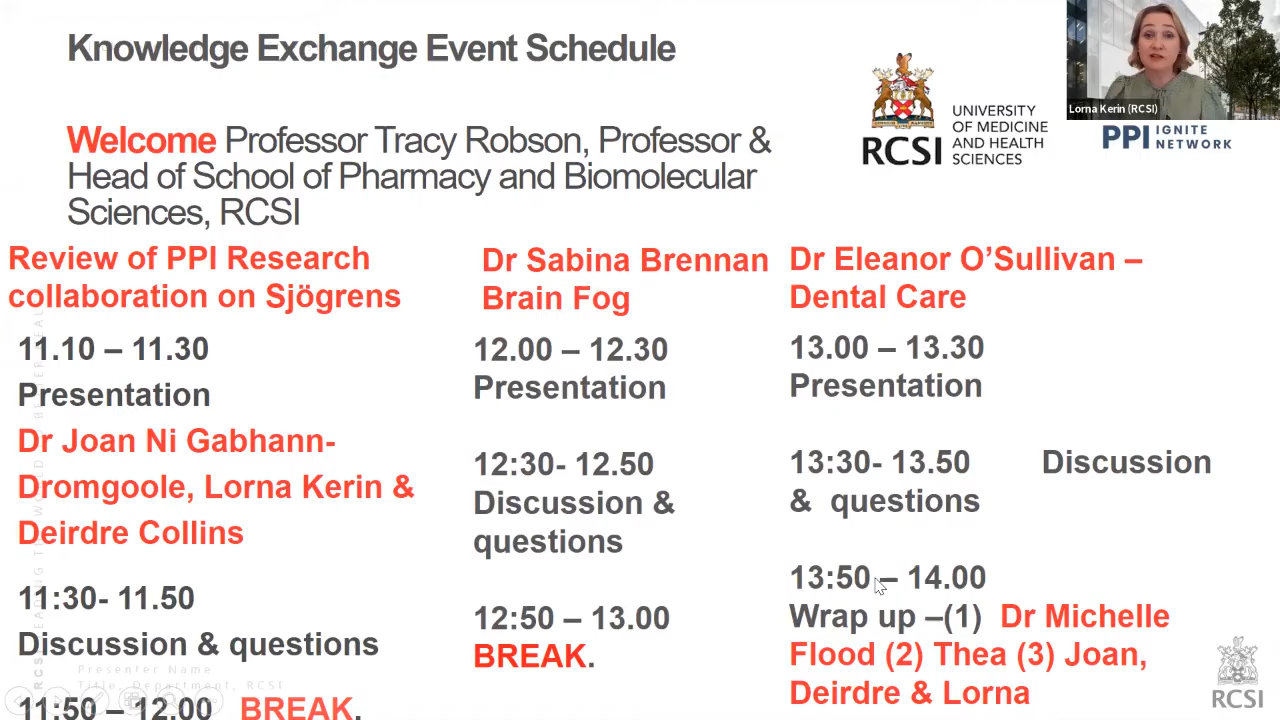 Knowledge Exchange Event Schedule
Welcome Professor Tracy Robson, Professor &
Head of School of Pharmacy and Biomolecular
Sciences, RCSI
RCSI
UNIVERSITY
OF MEDICINE
AND HEALTH
SCIENCES
Lorna Kerin (RCSI)
PPI IGNITE
NETWORK
Review of PPI Research
collaboration on Sjögrens
11.10 – 11.30
Presentation
Dr Joan Ni Gabhann-
Dromgoole, Lorna Kerin &
Deirdre Collins
11:30- 11.50
Discussion & questions
Presenter Name
Title, Department, RCSI
11:50 – 12.00 BREAK.
Dr Sabina Brennan
Brain Fog
12.00 – 12.30
Presentation
12:30- 12.50
Discussion &
questions
12:50 – 13.00
BREAK.
Dr Eleanor O’Sullivan –
Dental Care
13.00 – 13.30
Presentation
13:30- 13.50 Discussion
& questions
13:50 – 14.00
Wrap up –(1) Dr Michelle
Flood (2) Thea (3) Joan,
Deirdre & Lorna
RCSI